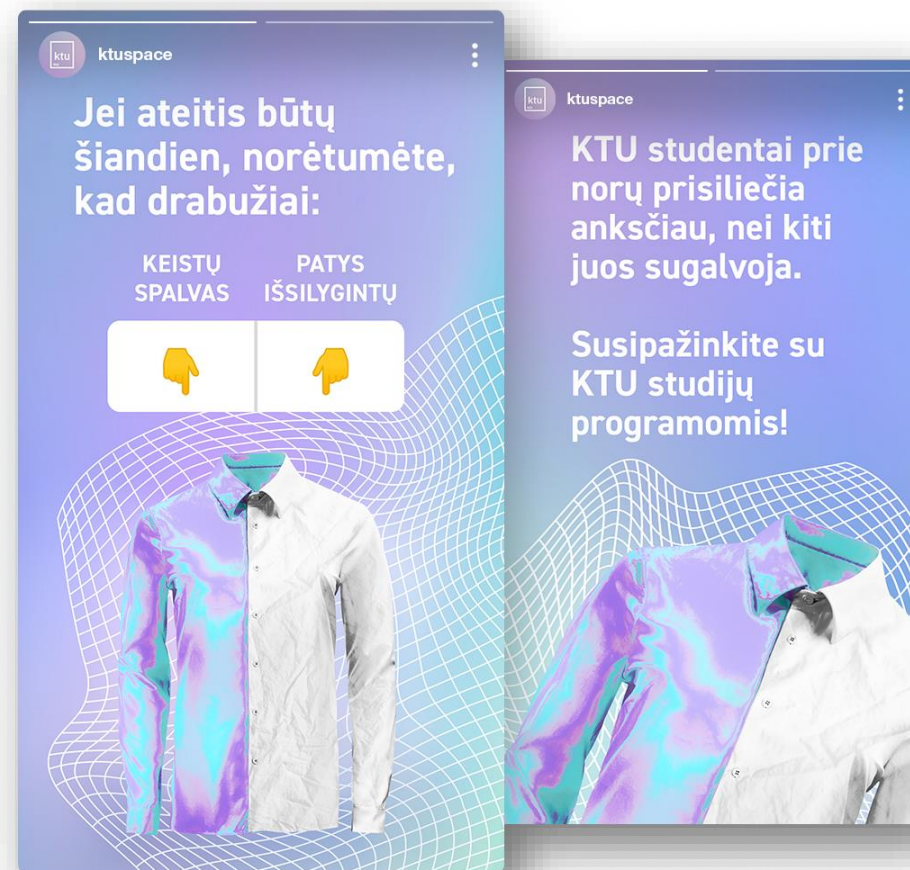 ktu
ktuspace
Jei ateitis būtų
šiandien, norėtumėte,
kad drabužiai:
KEISTŲ
SPALVAS
PATYS
IŠSILYGINTŲ
ktu
ktuspace
KTU studentai prie
norų prisiliečia
anksčiau, nei kiti
juos sugalvoja.
Susipažinkite su
KTU studijų
programomis!